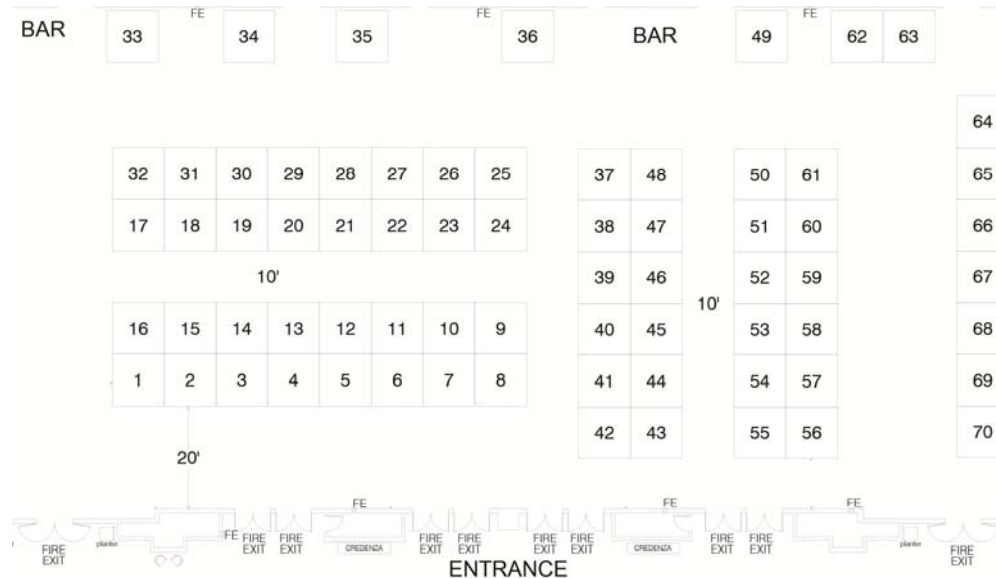 FE FE FE
BAR 33 34 35 36 BAR 49 62 63
64
32 31 30 29 28 27 26 25 37 48 50 61 65
17 18 19 20 21 22 23 24 38 47 51 60 66
10' 39 46 52 59 67
10'
16 15 14 13 12 11 10 9 40 45 53 58 68
1 2 3 4 5 6 7 8 41 44 54 57 69
42 43 55 56 70
20'
FE FE FE
FE
FIRE EXIT planter FIRE EXIT FIRE EXIT CREDENZA FIRE EXIT FIRE EXIT FIRE EXIT FIRE EXIT CREDENZA FIRE EXIT FIRE EXIT planter FIRE EXIT
ENTRANCE